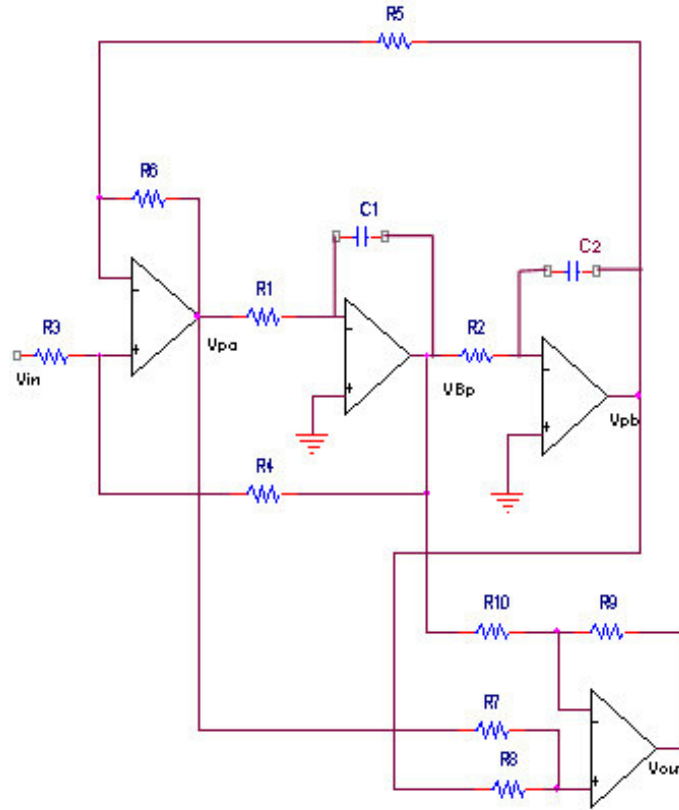 R5
R6
C1
C2
R1
R2
R3
-
-
-
+
+
+
Vin
Vpa
VBp
Vpb
R4
R10
R9
R7
R8
-
+
Vout